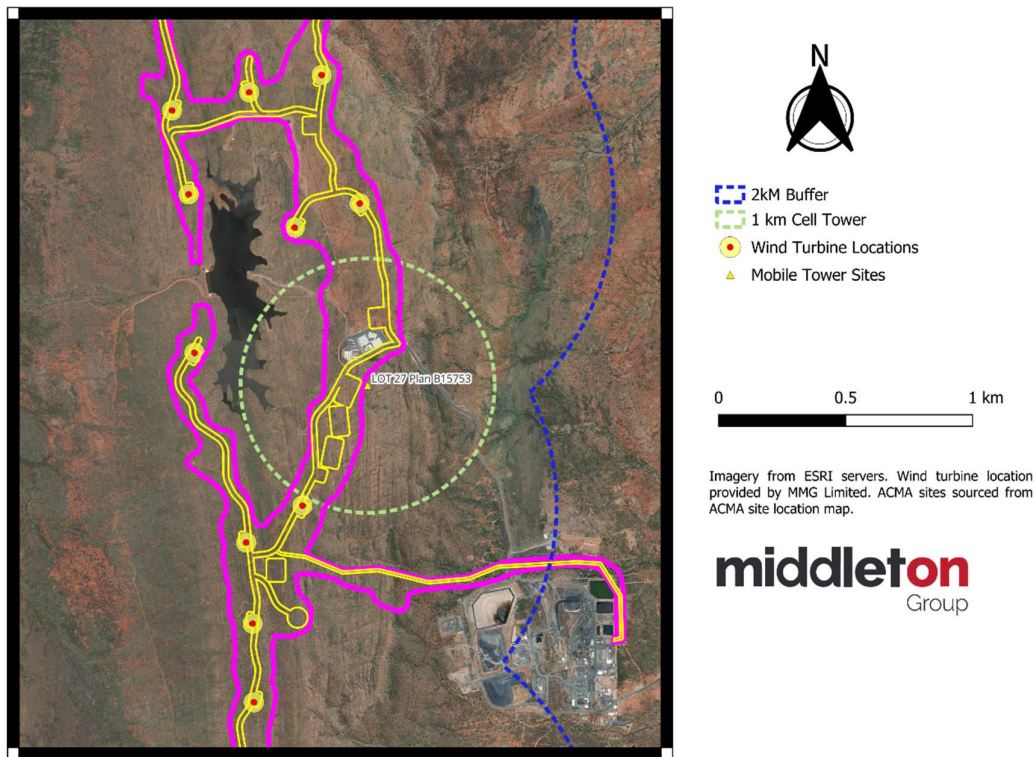 N
2kM Buffer
1 km Cell Tower
Wind Turbine Locations
Mobile Tower Sites
LOT 27 Plan B15753
0 0.5 1 km
Imagery from ESRI servers. Wind turbine location
provided by MMG Limited. ACMA sites sourced from
ACMA site location map.
middleton
Group